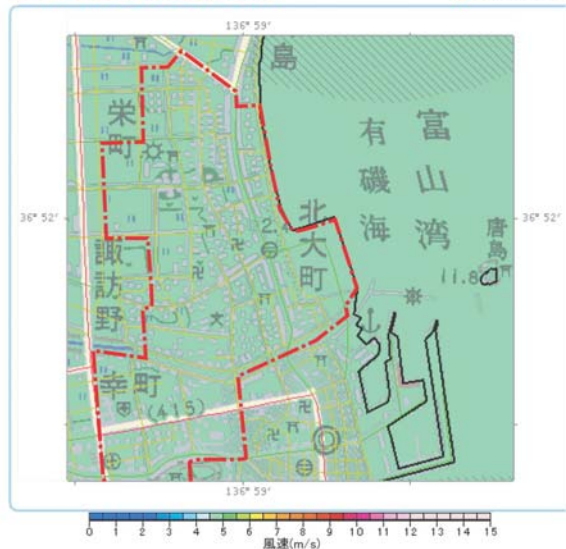 136° 59′
島
栄町
有磯海
富山湾
2.4
36° 52′
36° 52′
北大町
唐島
諏訪野
11.8
大
幸町
(415)
136° 59′
0 1 2 3 4 5 6 7 8 9 10 11 12 13 14 15
風速(m/s)